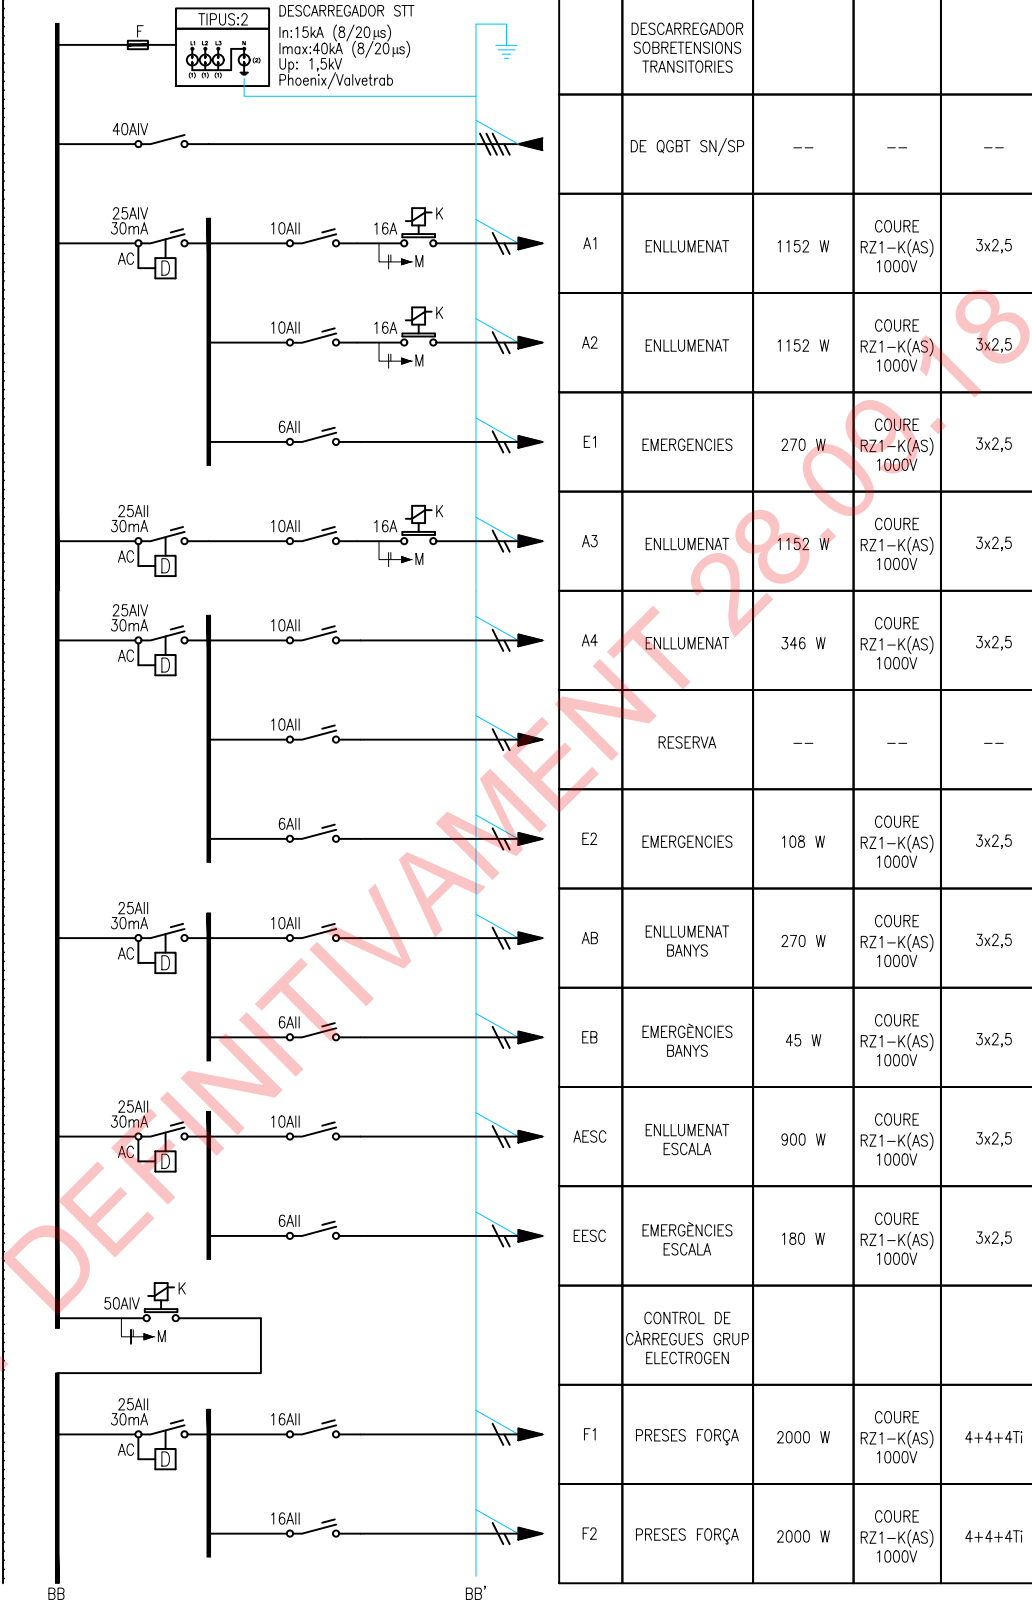 F
TIPUS:2
L1 L2 L3 N
(2)
(1) (1) (1)
DESCARREGADOR STT
In:15kA (8/20µs)
Imax:40kA (8/20µs)
Up: 1,5kV
Phoenix/Valvetrab
DESCARREGADOR
SOBRETENSIONS
TRANSITORIES
40AIV
DE QGBT SN/SP -- -- --
25AIV
30mA
AC D
10AII
16A K
M
A1 ENLLUMENAT 1152 W
COURE
RZ1-K(AS)
1000V
3x2,5
10AII
16A K
M
A2 ENLLUMENAT 1152 W
COURE
RZ1-K(AS)
1000V
3x2,5
6AII
E1 EMERGENCIES 270 W
COURE
RZ1-K(AS)
1000V
3x2,5
25AII
30mA
AC D
10AII
16A K
M
A3 ENLLUMENAT 1152 W
COURE
RZ1-K(AS)
1000V
3x2,5
25AIV
30mA
AC D
10AII
A4 ENLLUMENAT 346 W
COURE
RZ1-K(AS)
1000V
3x2,5
10AII
RESERVA -- -- --
6AII
E2 EMERGENCIES 108 W
COURE
RZ1-K(AS)
1000V
3x2,5
25AII
30mA
AC D
10AII
AB
ENLLUMENAT
BANYS
270 W
COURE
RZ1-K(AS)
1000V
3x2,5
6AII
EB
EMERGÈNCIES
BANYS
45 W
COURE
RZ1-K(AS)
1000V
3x2,5
25AII
30mA
AC D
10AII
AESC
ENLLUMENAT
ESCALA
900 W
COURE
RZ1-K(AS)
1000V
3x2,5
6AII
EESC
EMERGÈNCIES
ESCALA
180 W
COURE
RZ1-K(AS)
1000V
3x2,5
50AIV K
M
CONTROL DE
CÀRREGUES GRUP
ELECTROGEN
25AII
30mA
AC D
16AII
F1 PRESES FORÇA 2000 W
COURE
RZ1-K(AS)
1000V
4+4+4Ti
16AII
F2 PRESES FORÇA 2000 W
COURE
RZ1-K(AS)
1000V
4+4+4Ti
BB BB'
DEFINITIVAMENT 28.09.18